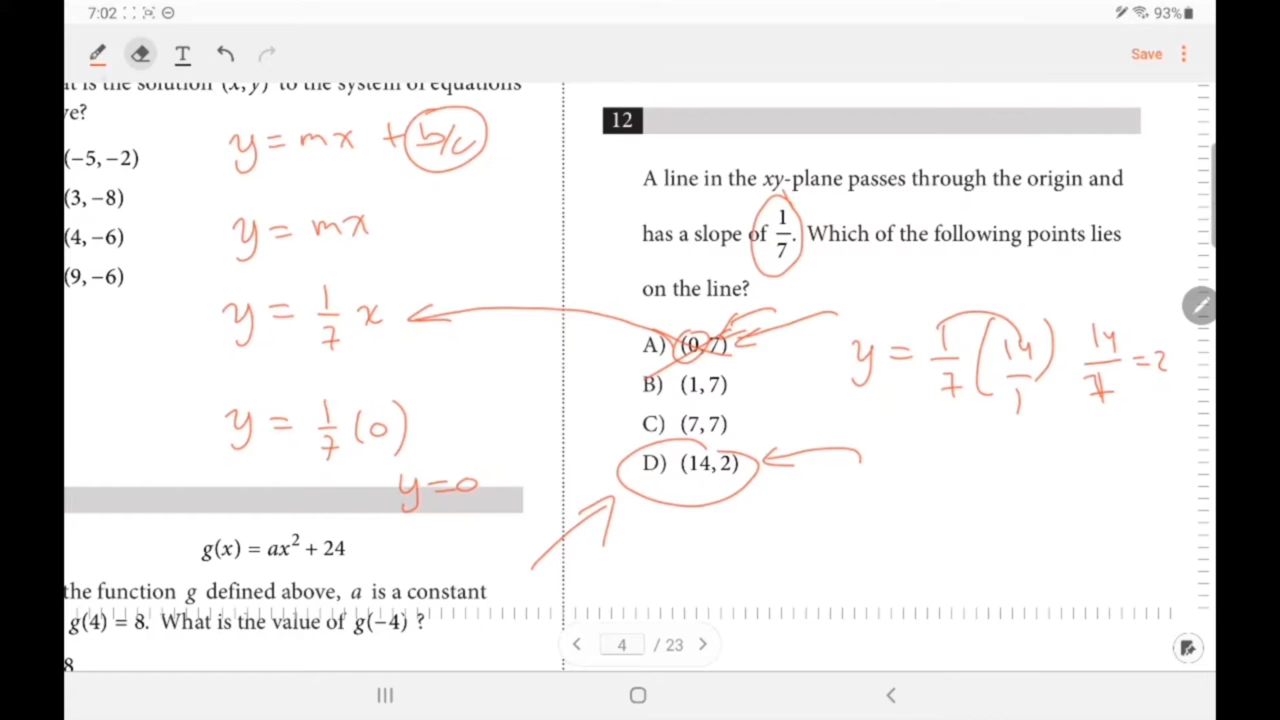 7:02
93%
T
Save
at is the solution (x, y) to the system of equations
ve?
(−5, −2)
(3, −8)
(4, −6)
(9, −6)
y = mx + b/c
y = mx
y = 1/7 x
y = 1/7 (0)
y=0
g(x) = ax² + 24
the function g defined above, a is a constant
g(4) = 8. What is the value of g(−4) ?
8
12
A line in the xy-plane passes through the origin and
has a slope of 1/7. Which of the following points lies
on the line?
A) (0, 7)
B) (1, 7)
C) (7, 7)
D) (14, 2)
y = 1/7 (14/1) 14/7 = 2
4 / 23